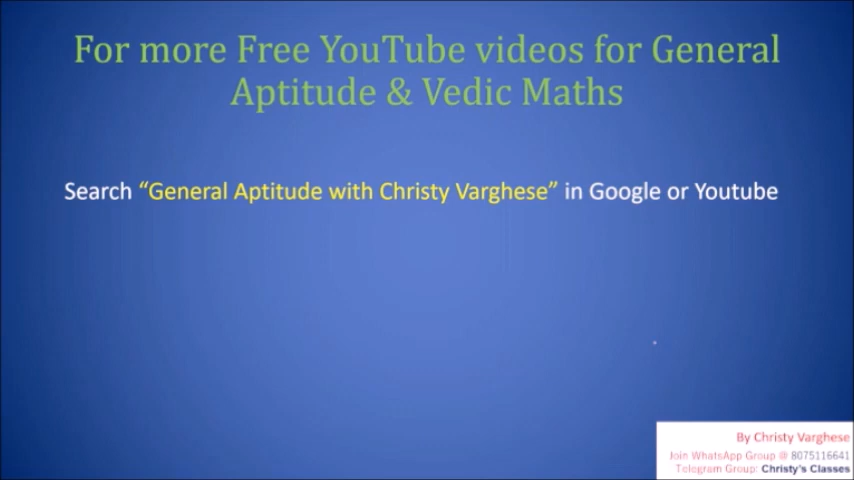 For more Free YouTube videos for General
Aptitude & Vedic Maths
Search “General Aptitude with Christy Varghese” in Google or Youtube
By Christy Varghese
Join WhatsApp Group @ 8075116641
Telegram Group: Christy's Classes